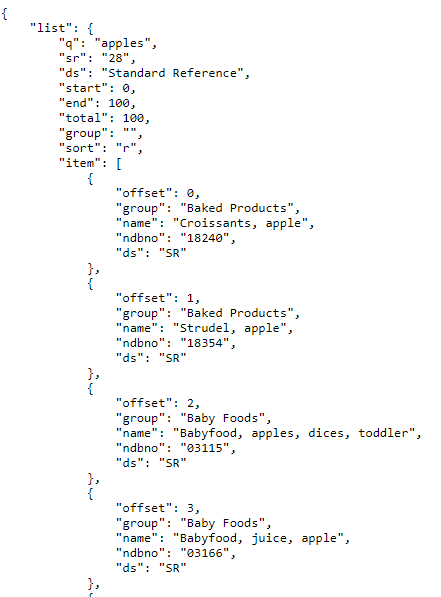 {
    "list": {
        "q": "apples",
        "sr": "28",
        "ds": "Standard Reference",
        "start": 0,
        "end": 100,
        "total": 100,
        "group": "",
        "sort": "r",
        "item": [
            {
                "offset": 0,
                "group": "Baked Products",
                "name": "Croissants, apple",
                "ndbno": "18240",
                "ds": "SR"
            },
            {
                "offset": 1,
                "group": "Baked Products",
                "name": "Strudel, apple",
                "ndbno": "18354",
                "ds": "SR"
            },
            {
                "offset": 2,
                "group": "Baby Foods",
                "name": "Babyfood, apples, dices, toddler",
                "ndbno": "03115",
                "ds": "SR"
            },
            {
                "offset": 3,
                "group": "Baby Foods",
                "name": "Babyfood, juice, apple",
                "ndbno": "03166",
                "ds": "SR"
            },
            {